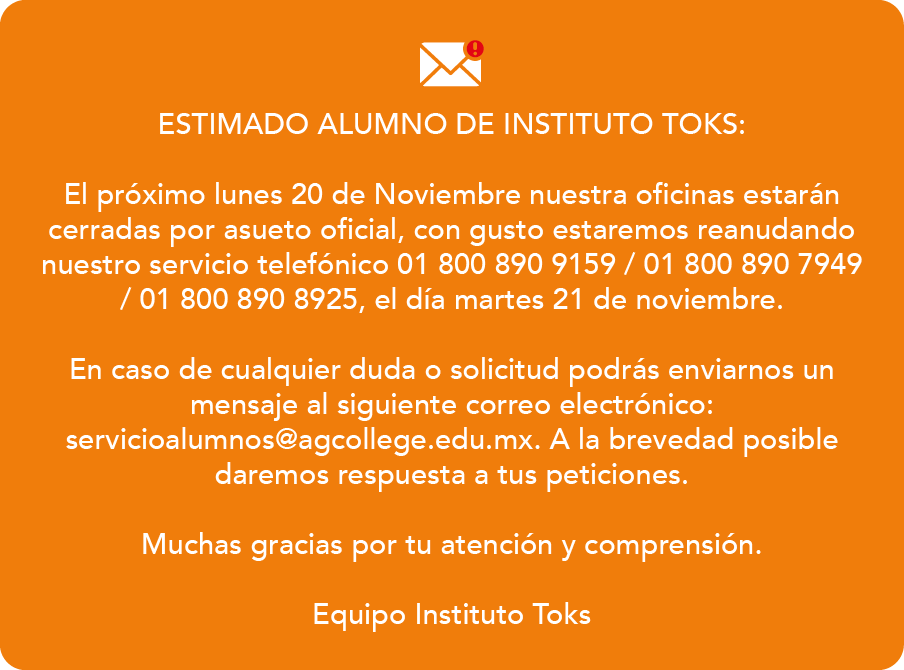 ESTIMADO ALUMNO DE INSTITUTO TOKS:
El próximo lunes 20 de Noviembre nuestra oficinas estarán
cerradas por asueto oficial, con gusto estaremos reanudando
nuestro servicio telefónico 01 800 890 9159 / 01 800 890 7949
/ 01 800 890 8925, el día martes 21 de noviembre.
En caso de cualquier duda o solicitud podrás enviarnos un
mensaje al siguiente correo electrónico:
servicioalumnos@agcollege.edu.mx. A la brevedad posible
daremos respuesta a tus peticiones.
Muchas gracias por tu atención y comprensión.
Equipo Instituto Toks